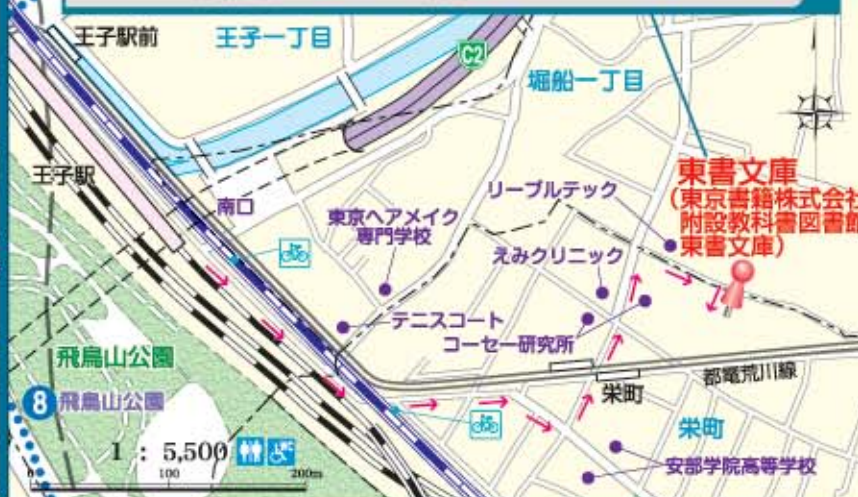 王子駅前
王子一丁目
C2
堀船一丁目
王子駅
南口
東京ヘアメイク
専門学校
リーブルテック
東書文庫
(東京書籍株式会社
附設教科書図書館
東書文庫)
えみクリニック
テニスコート
コーセー研究所
飛鳥山公園
8 飛鳥山公園
栄町
都電荒川線
栄町
安部学院高等学校
1 : 5,500
0 100 200m